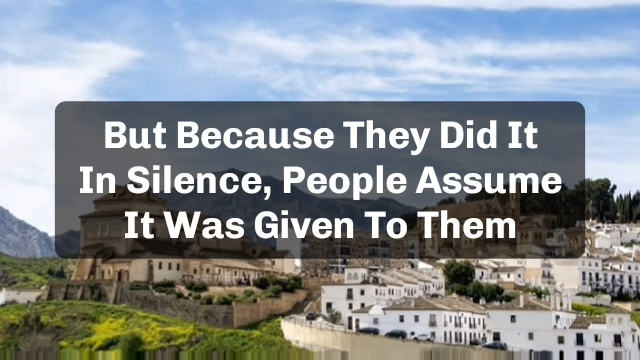 But Because They Did It
In Silence, People Assume
It Was Given To Them